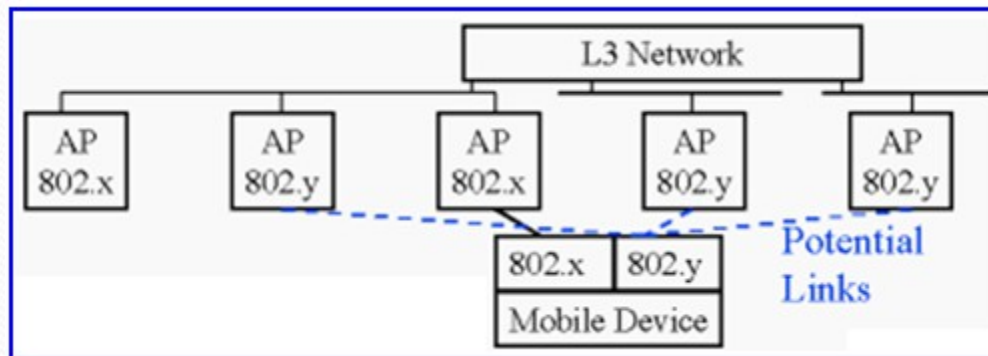 L3 Network
AP
802.x
AP
802.y
AP
802.x
AP
802.y
AP
802.y
802.x
802.y
Mobile Device
Potential
Links